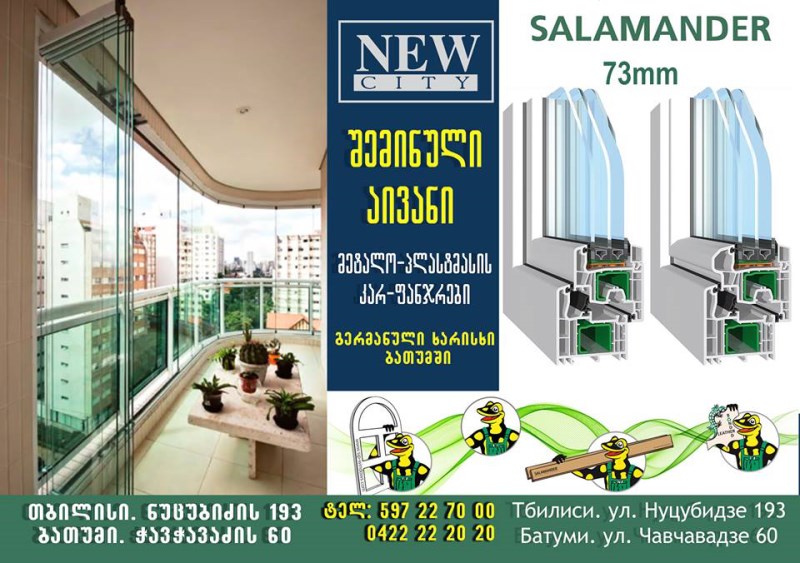 NEW
CITY
შემინული
აივანი
მეტალო-პლასტმასის
კარ-ფანჯრები
გერმანული ხარისხი
ბათუმში
SALAMANDER
73mm
SALAMANDER
თბილისი. ნუცუბიძის 193
ბათუმი. ჭავჭავაძის 60
ტელ: 597 22 70 00
0422 22 20 20
Тбилиси. ул. Нуцубидзе 193
Батуми. ул. Чавчавадзе 60